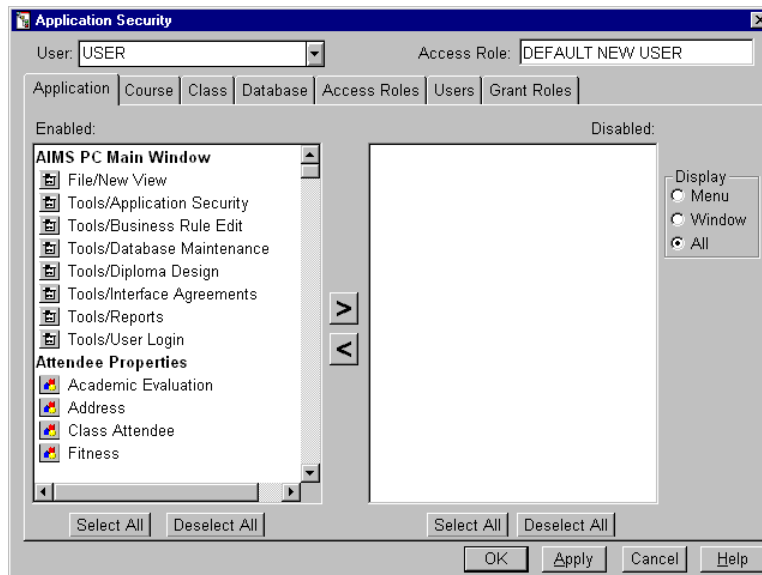 Application Security
User: USER Access Role: DEFAULT NEW USER
Application Course Class Database Access Roles Users Grant Roles
Enabled: Disabled:
AIMS PC Main Window
File/New View
Tools/Application Security
Tools/Business Rule Edit
Tools/Database Maintenance
Tools/Diploma Design
Tools/Interface Agreements
Tools/Reports
Tools/User Login
Attendee Properties
Academic Evaluation
Address
Class Attendee
Fitness
>
<
Display
Menu
Window
All
Select All Deselect All Select All Deselect All
OK Apply Cancel Help